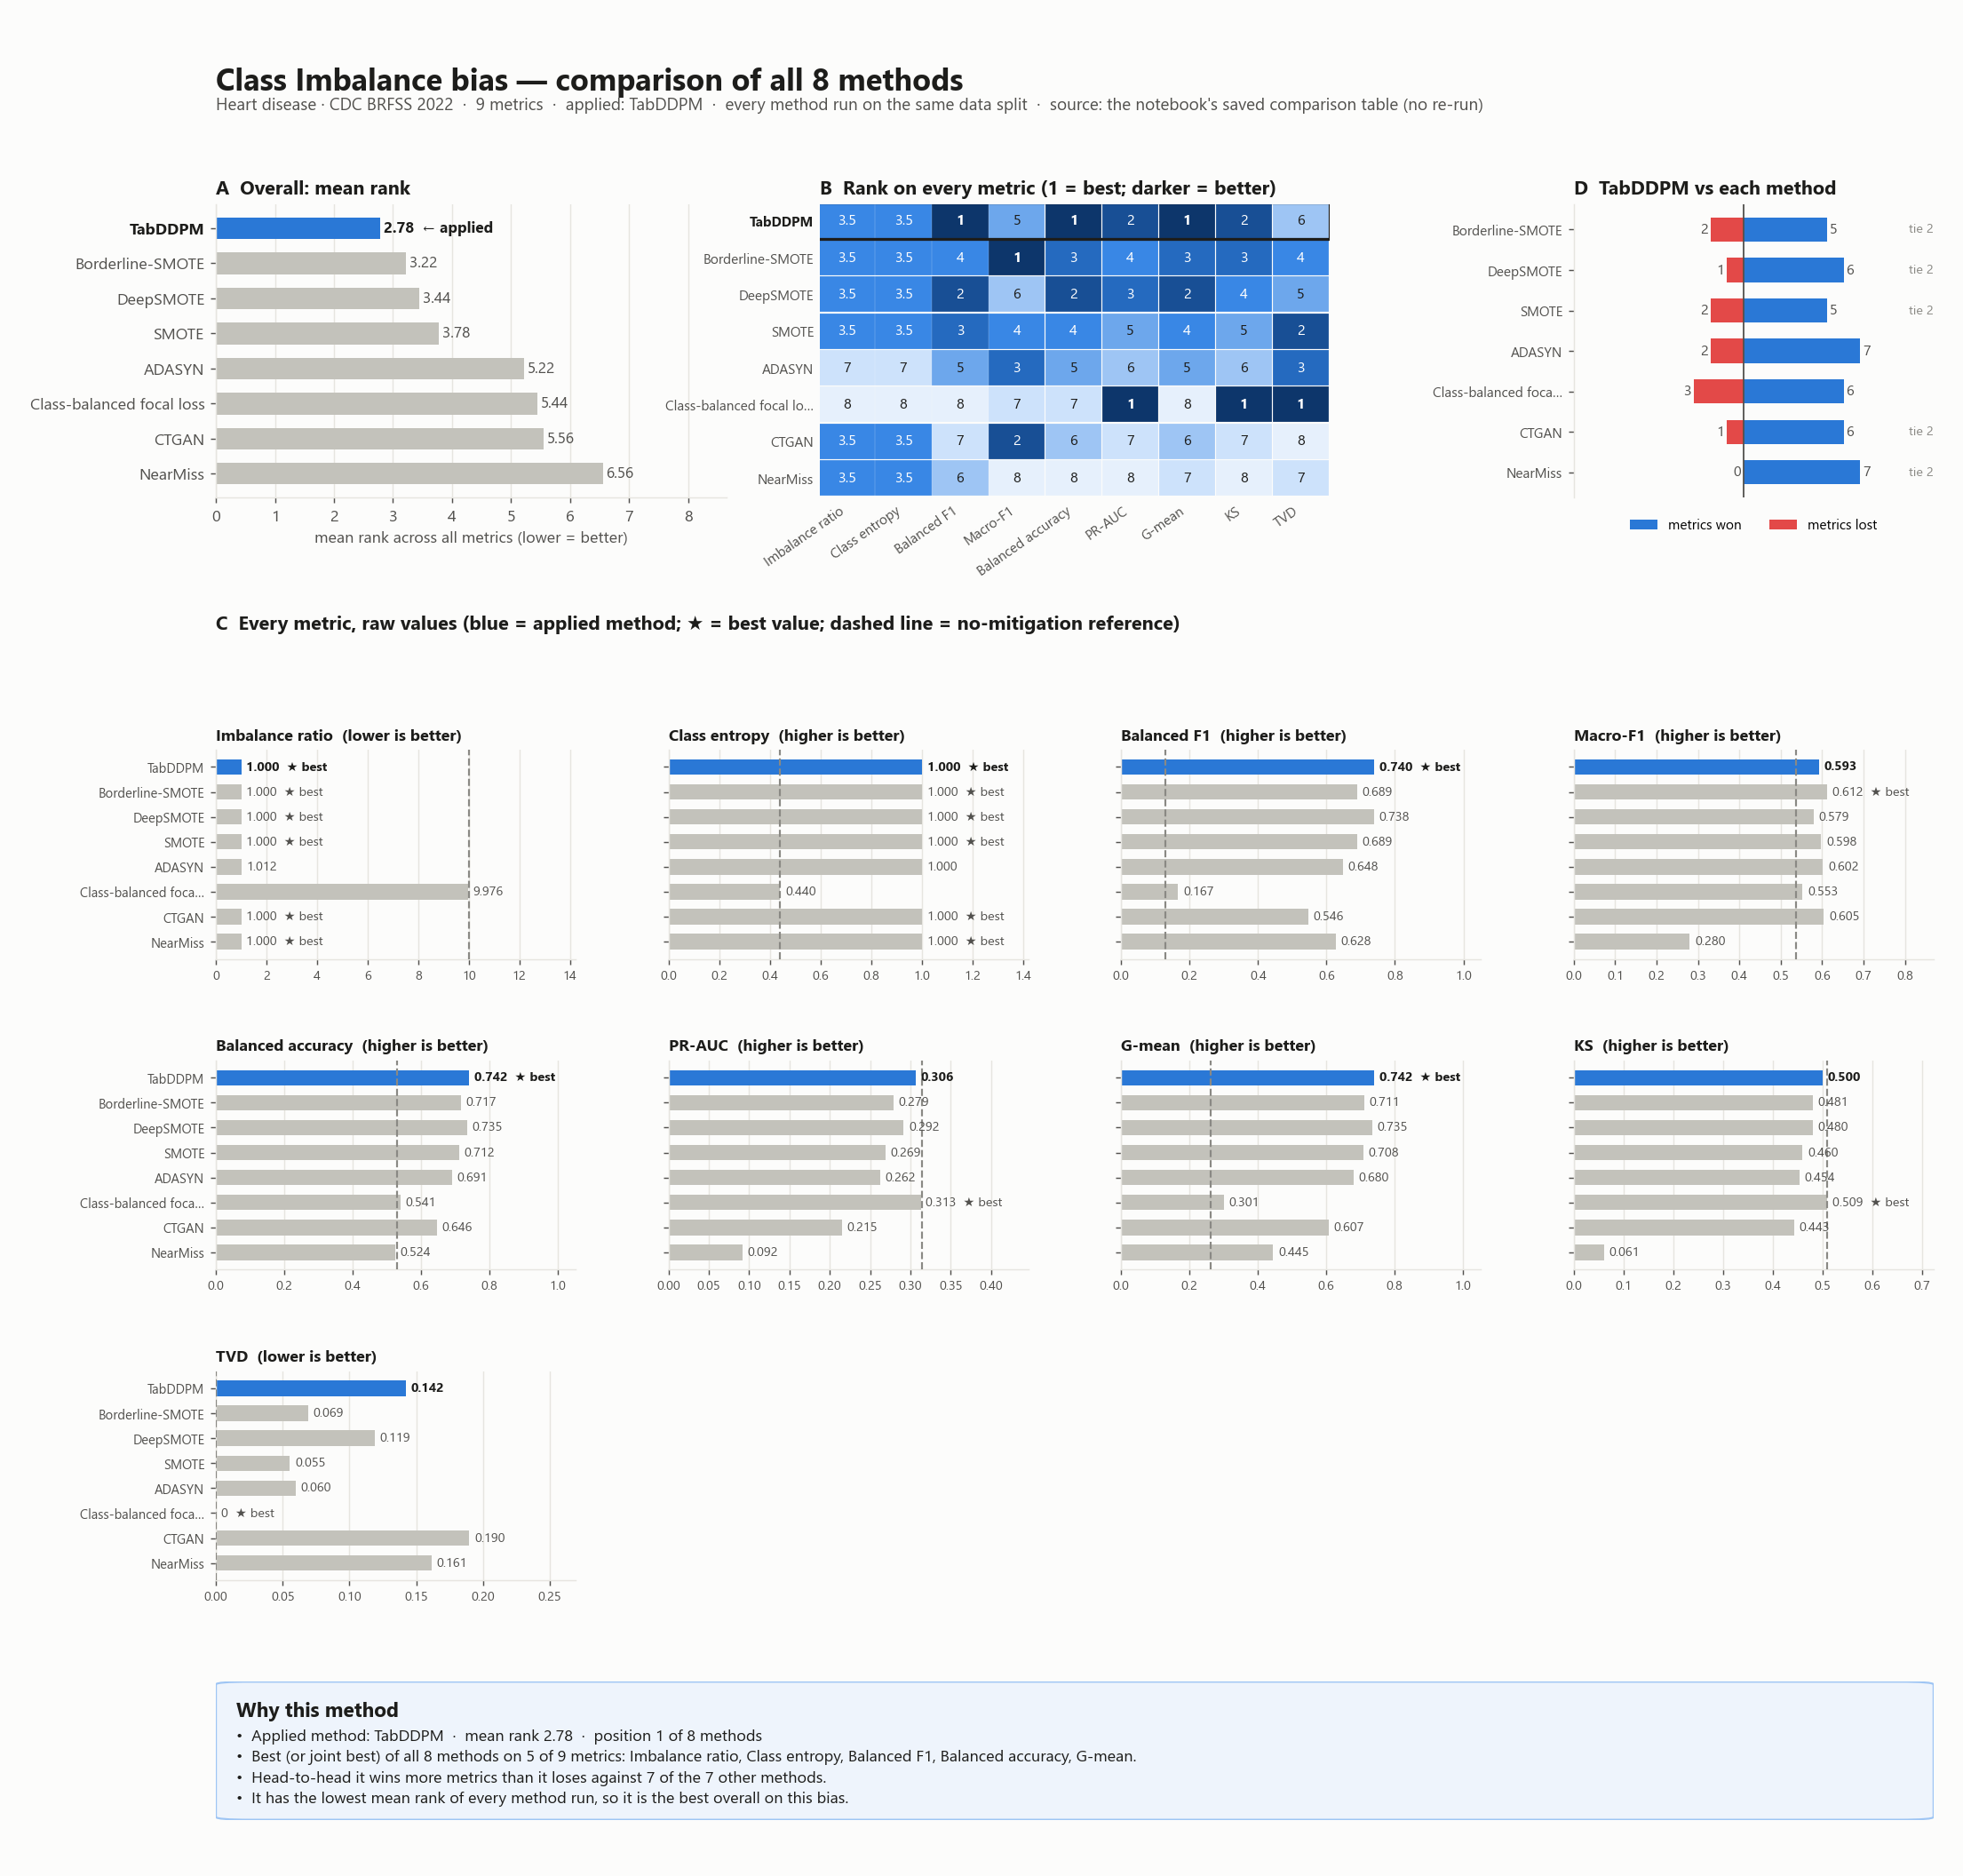 Class Imbalance bias — comparison of all 8 methods
Heart disease · CDC BRFSS 2022 · 9 metrics · applied: TabDDPM · every method run on the same data split · source: the notebook's saved comparison table (no re-run)
A Overall: mean rank
TabDDPM 2.78 ← applied
Borderline-SMOTE 3.22
DeepSMOTE 3.44
SMOTE 3.78
ADASYN 5.22
Class-balanced focal loss 5.44
CTGAN 5.56
NearMiss 6.56
0 1 2 3 4 5 6 7 8
mean rank across all metrics (lower = better)
B Rank on every metric (1 = best; darker = better)
TabDDPM 3.5 3.5 1 5 1 2 1 2 6
Borderline-SMOTE 3.5 3.5 4 1 3 4 3 3 4
DeepSMOTE 3.5 3.5 2 6 2 3 2 4 5
SMOTE 3.5 3.5 3 4 4 5 4 5 2
ADASYN 7 7 5 3 5 6 5 6 3
Class-balanced focal lo... 8 8 8 7 7 1 8 1 1
CTGAN 3.5 3.5 7 2 6 7 6 7 8
NearMiss 3.5 3.5 6 8 8 8 7 8 7
Imbalance ratio Class entropy Balanced F1 Macro-F1 Balanced accuracy PR-AUC G-mean KS TVD
D TabDDPM vs each method
Borderline-SMOTE 2 5 tie 2
DeepSMOTE 1 6 tie 2
SMOTE 2 5 tie 2
ADASYN 2 7
Class-balanced foca... 3 6
CTGAN 1 6 tie 2
NearMiss 0 7 tie 2
metrics won metrics lost
C Every metric, raw values (blue = applied method; ★ = best value; dashed line = no-mitigation reference)
Imbalance ratio (lower is better)
TabDDPM 1.000 ★ best
Borderline-SMOTE 1.000 ★ best
DeepSMOTE 1.000 ★ best
SMOTE 1.000 ★ best
ADASYN 1.012
Class-balanced foca... 9.976
CTGAN 1.000 ★ best
NearMiss 1.000 ★ best
0 2 4 6 8 10 12 14
Class entropy (higher is better)
1.000 ★ best
1.000 ★ best
1.000 ★ best
1.000 ★ best
1.000
0.440
1.000 ★ best
1.000 ★ best
0.0 0.2 0.4 0.6 0.8 1.0 1.2 1.4
Balanced F1 (higher is better)
0.740 ★ best
0.689
0.738
0.689
0.648
0.167
0.546
0.628
0.0 0.2 0.4 0.6 0.8 1.0
Macro-F1 (higher is better)
0.593
0.612 ★ best
0.579
0.598
0.602
0.553
0.605
0.280
0.0 0.1 0.2 0.3 0.4 0.5 0.6 0.7 0.8
Balanced accuracy (higher is better)
TabDDPM 0.742 ★ best
Borderline-SMOTE 0.717
DeepSMOTE 0.735
SMOTE 0.712
ADASYN 0.691
Class-balanced foca... 0.541
CTGAN 0.646
NearMiss 0.524
0.0 0.2 0.4 0.6 0.8 1.0
PR-AUC (higher is better)
0.306
0.279
0.292
0.269
0.262
0.313 ★ best
0.215
0.092
0.00 0.05 0.10 0.15 0.20 0.25 0.30 0.35 0.40
G-mean (higher is better)
0.742 ★ best
0.711
0.735
0.708
0.680
0.301
0.607
0.445
0.0 0.2 0.4 0.6 0.8 1.0
KS (higher is better)
0.500
0.481
0.480
0.460
0.454
0.509 ★ best
0.443
0.061
0.0 0.1 0.2 0.3 0.4 0.5 0.6 0.7
TVD (lower is better)
TabDDPM 0.142
Borderline-SMOTE 0.069
DeepSMOTE 0.119
SMOTE 0.055
ADASYN 0.060
Class-balanced foca... 0 ★ best
CTGAN 0.190
NearMiss 0.161
0.00 0.05 0.10 0.15 0.20 0.25
Why this method
• Applied method: TabDDPM · mean rank 2.78 · position 1 of 8 methods
• Best (or joint best) of all 8 methods on 5 of 9 metrics: Imbalance ratio, Class entropy, Balanced F1, Balanced accuracy, G-mean.
• Head-to-head it wins more metrics than it loses against 7 of the 7 other methods.
• It has the lowest mean rank of every method run, so it is the best overall on this bias.